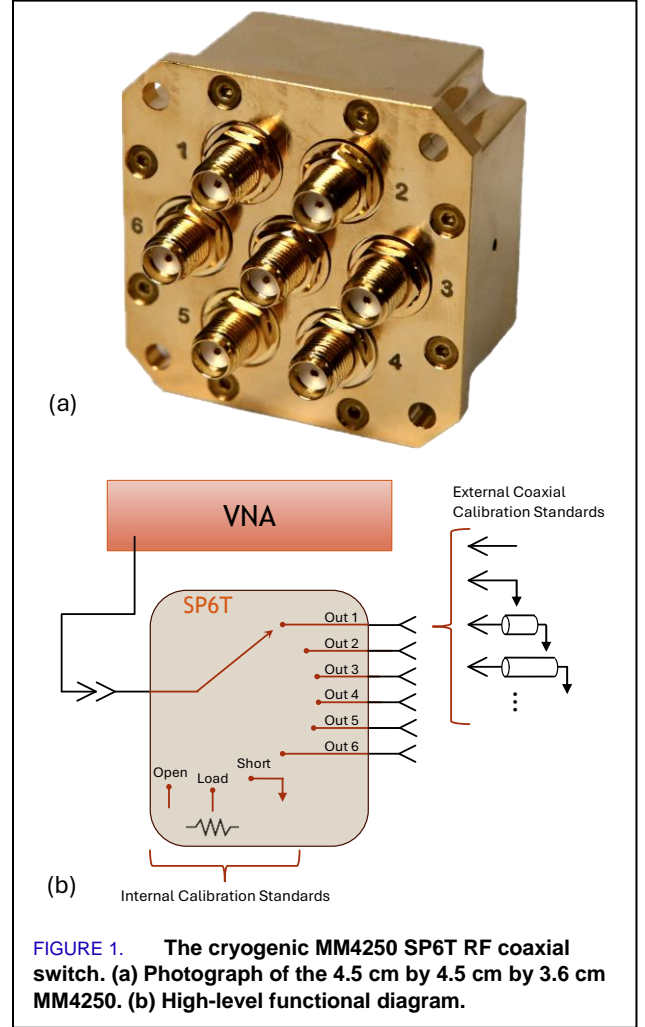 1
2
6
3
5
4
(a)
VNA
External Coaxial
Calibration Standards
SP6T
Out 1
Out 2
Out 3
Out 4
Out 5
Out 6
Short
Open
Load
(b)
Internal Calibration Standards
FIGURE 1. The cryogenic MM4250 SP6T RF coaxial
switch. (a) Photograph of the 4.5 cm by 4.5 cm by 3.6 cm
MM4250. (b) High-level functional diagram.